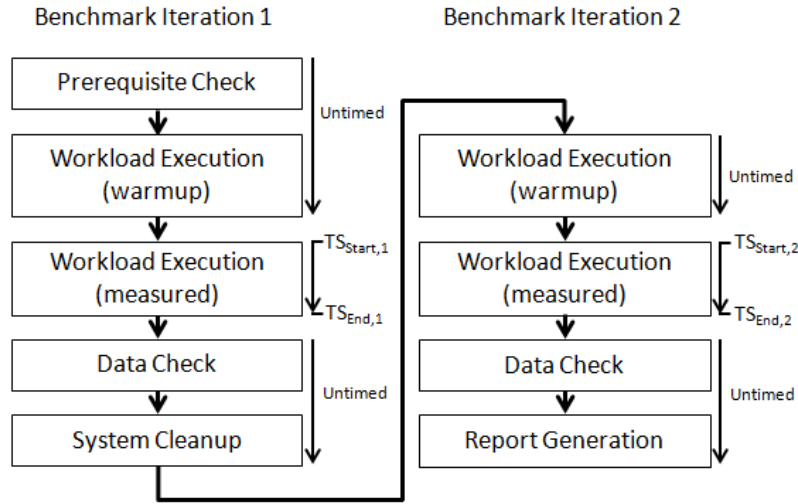 Benchmark Iteration 1
Prerequisite Check
Untimed
Workload Execution
(warmup)
Workload Execution
(measured)
TSStart,1
TSEnd,1
Data Check
Untimed
System Cleanup
Benchmark Iteration 2
Workload Execution
(warmup)
Untimed
Workload Execution
(measured)
TSStart,2
TSEnd,2
Data Check
Untimed
Report Generation